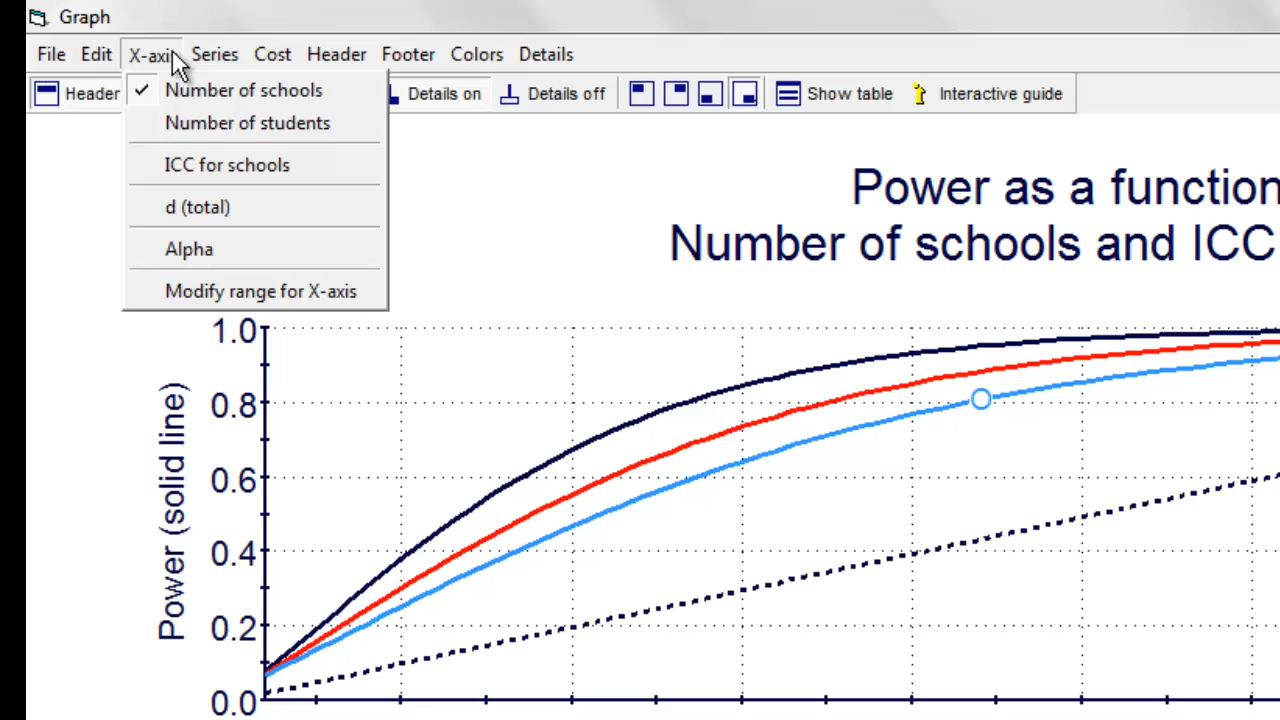 Graph
File Edit X-axis Series Cost Header Footer Colors Details
Header Details on Details off Show table Interactive guide
Number of schools
Number of students
ICC for schools
d (total)
Alpha
Modify range for X-axis
Power as a function
Number of schools and ICC
Power (solid line)
1.0
0.8
0.6
0.4
0.2
0.0